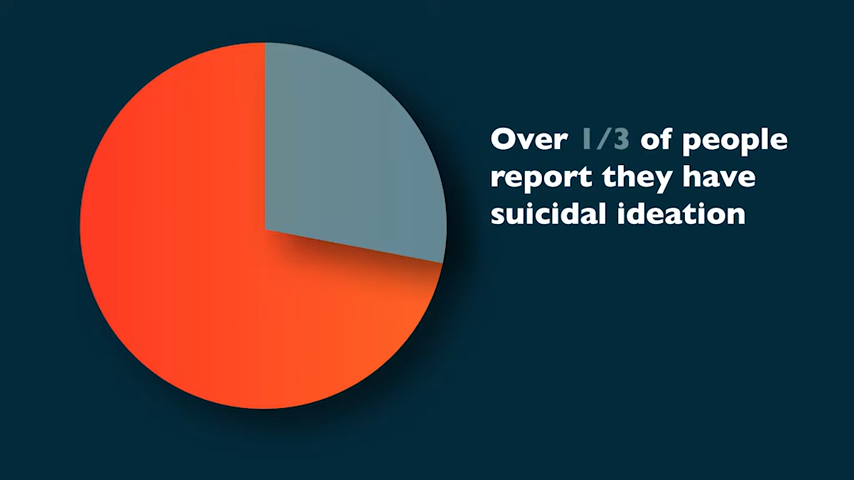 Over 1/3 of people
report they have
suicidal ideation